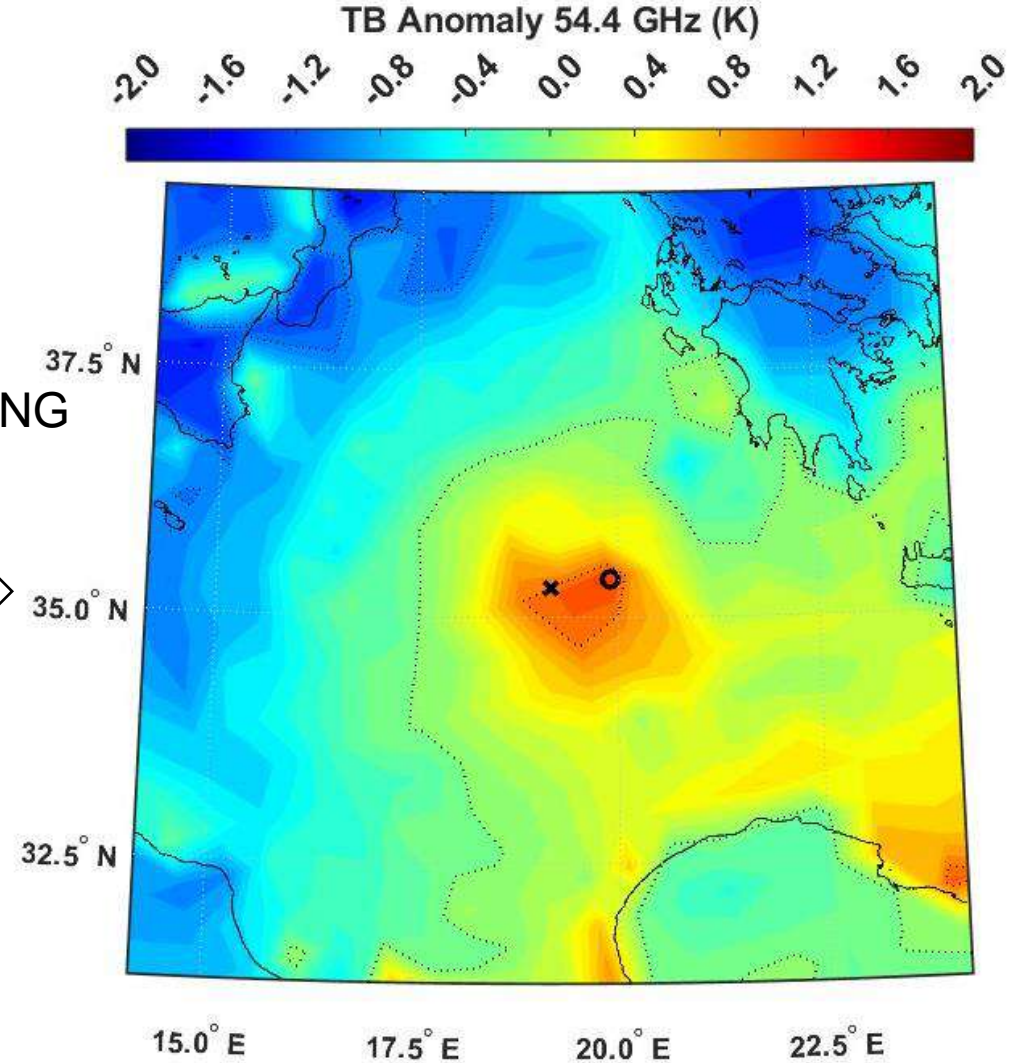 TB Anomaly 54.4 GHz (K)
-2.0 -1.6 -1.2 -0.8 -0.4 0.0 0.4 0.8 1.2 1.6 2.0
37.5° N
NG
35.0° N
32.5° N
15.0° E 17.5° E 20.0° E 22.5° E